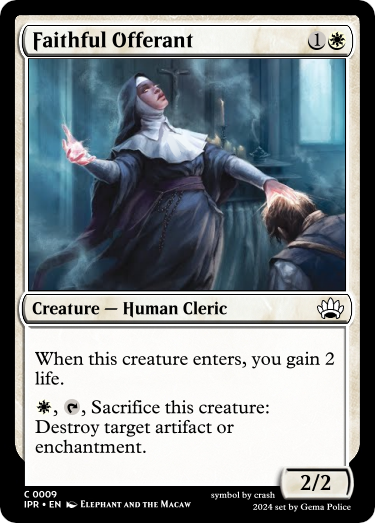 Faithful Offerant 1
Creature — Human Cleric
When this creature enters, you gain 2
life.
, , Sacrifice this creature:
Destroy target artifact or
enchantment.
2/2
C 0009
IPR • EN Elephant and the Macaw
symbol by crash
2024 set by Gema Police